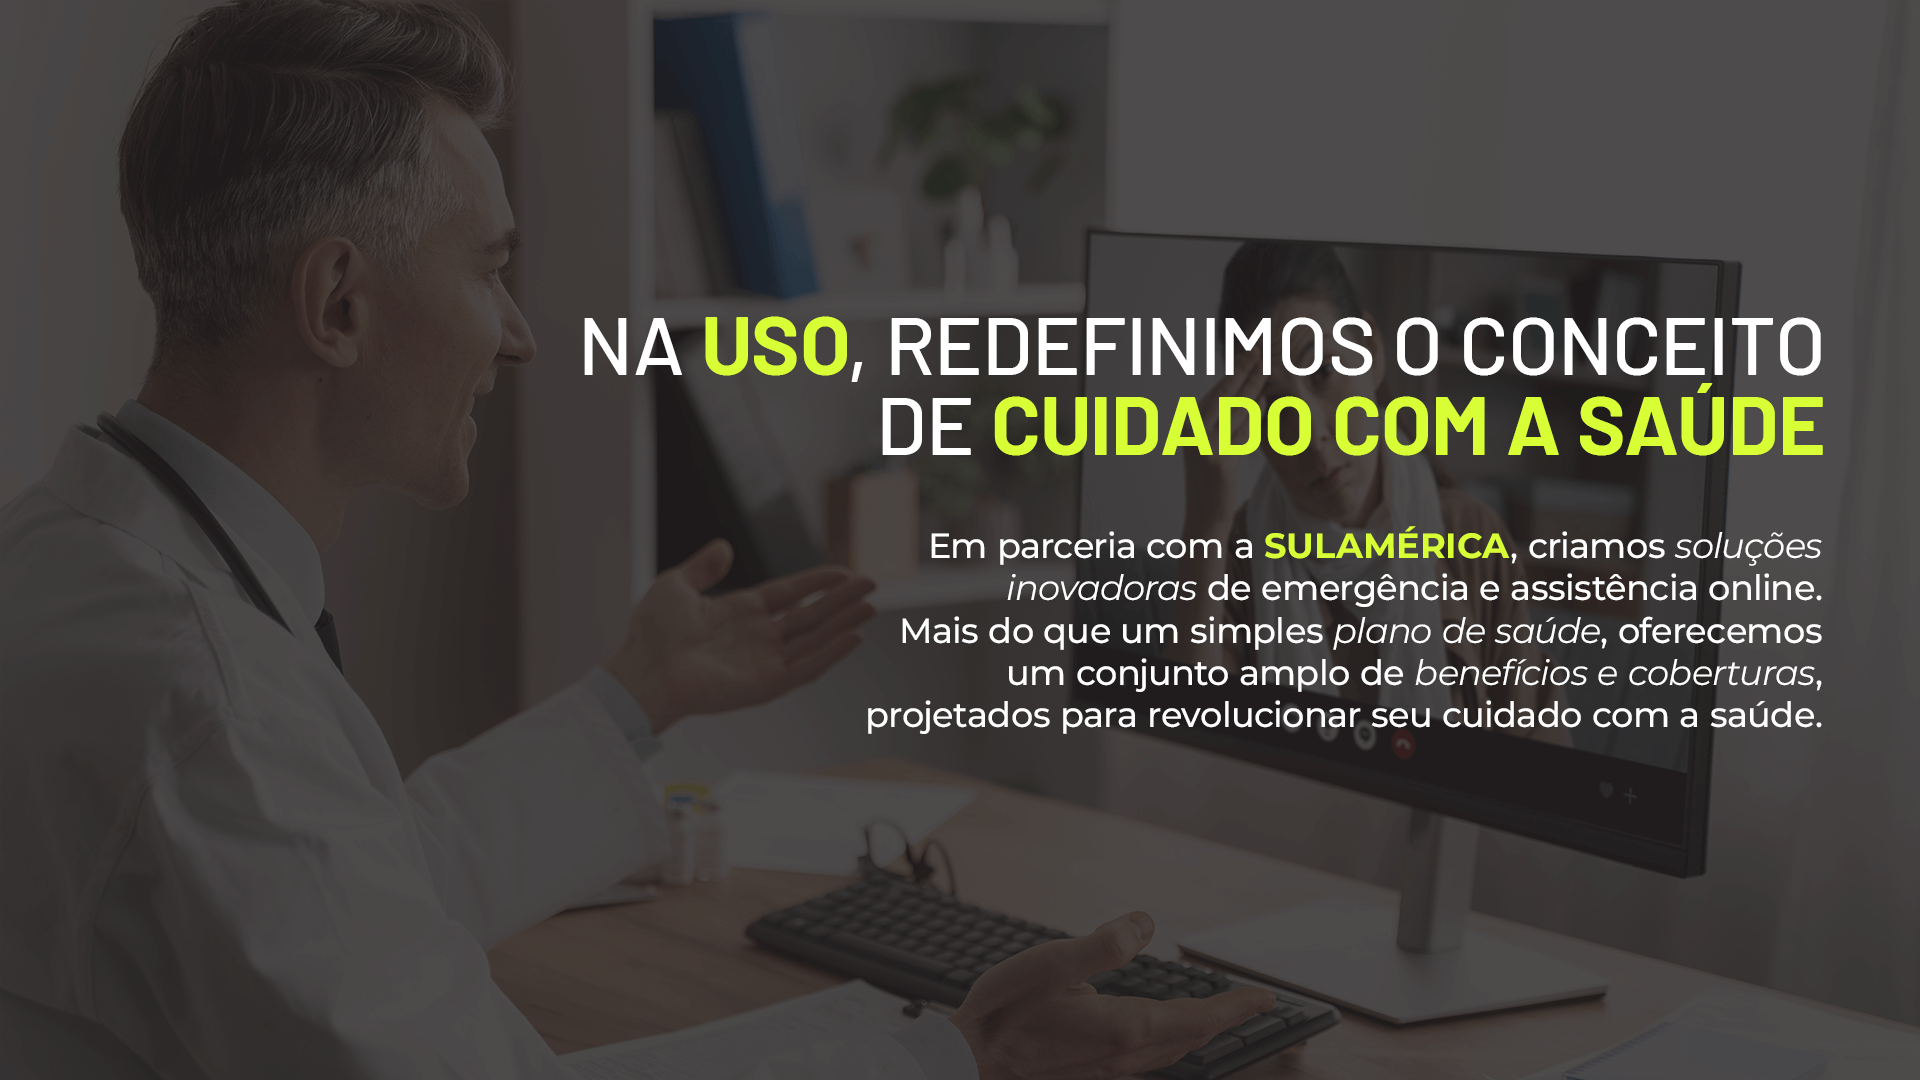 NA USO, REDEFINIMOS O CONCEITO
DE CUIDADO COM A SAÚDE
Em parceria com a SULAMÉRICA, criamos soluções
inovadoras de emergência e assistência online.
Mais do que um simples plano de saúde, oferecemos
um conjunto amplo de benefícios e coberturas,
projetados para revolucionar seu cuidado com a saúde.